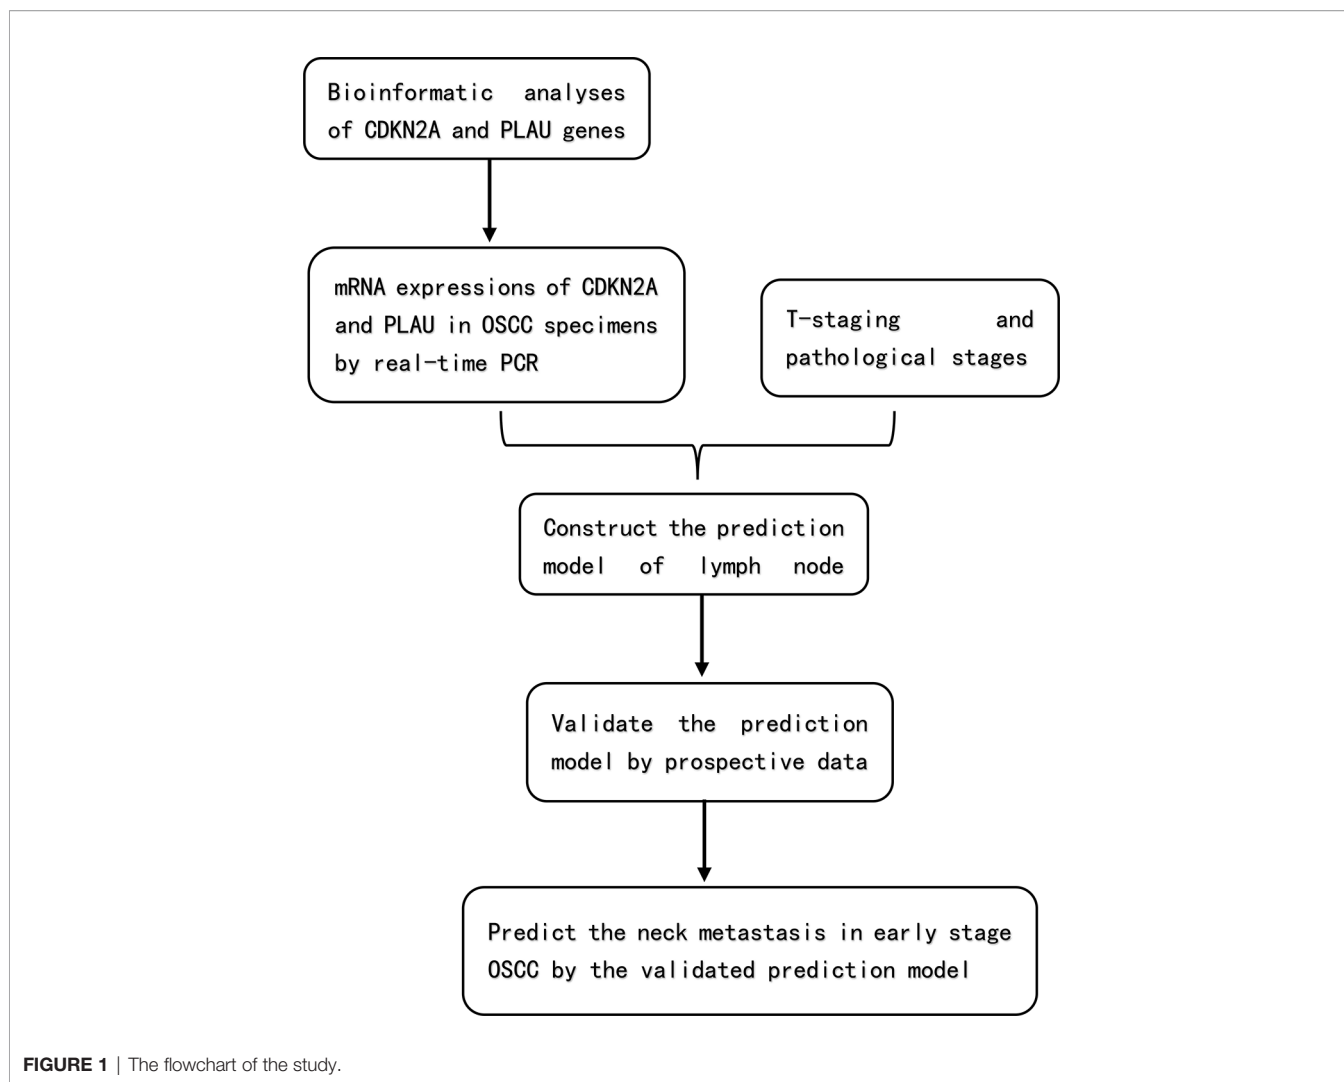 Bioinformatic analyses
of CDKN2A and PLAU genes
mRNA expressions of CDKN2A
and PLAU in OSCC specimens
by real-time PCR
T-staging and
pathological stages
Construct the prediction
model of lymph node
Validate the prediction
model by prospective data
Predict the neck metastasis in early stage
OSCC by the validated prediction model
FIGURE 1 | The flowchart of the study.